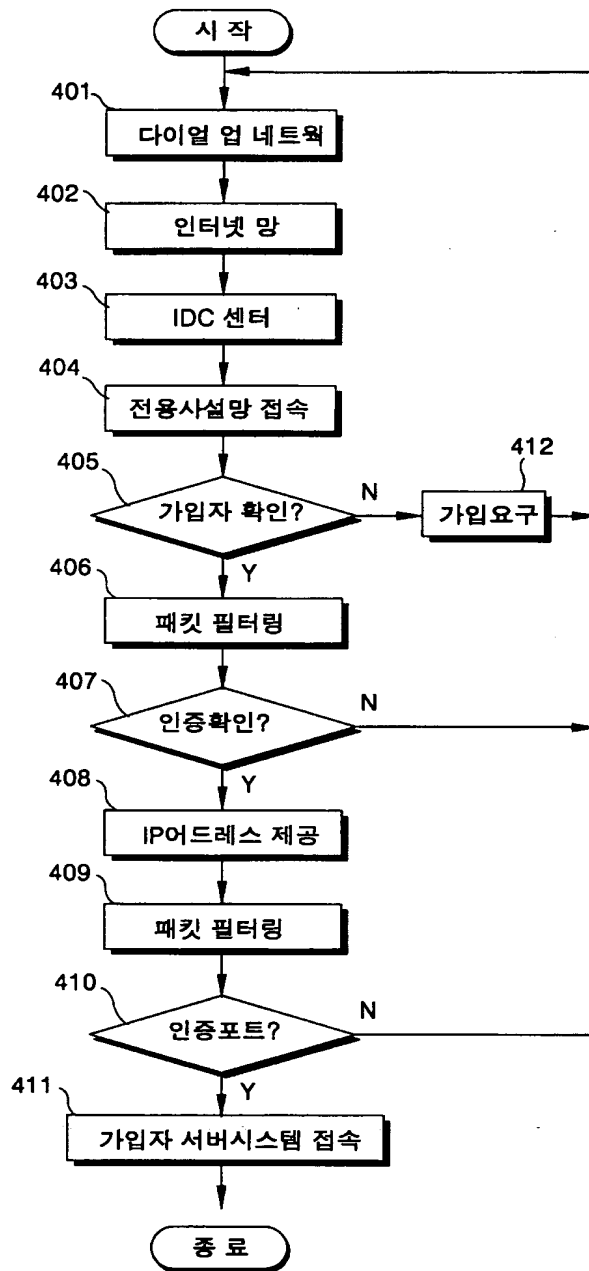 시 작
401
다이얼 업 네트웍
402
인터넷 망
403
IDC 센터
404
전용사설망 접속
405
가입자 확인?
N
412
가입요구
Y
406
패킷 필터링
407
인증확인?
N
Y
408
IP어드레스 제공
409
패킷 필터링
410
인증포트?
N
Y
411
가입자 서버시스템 접속
종 료